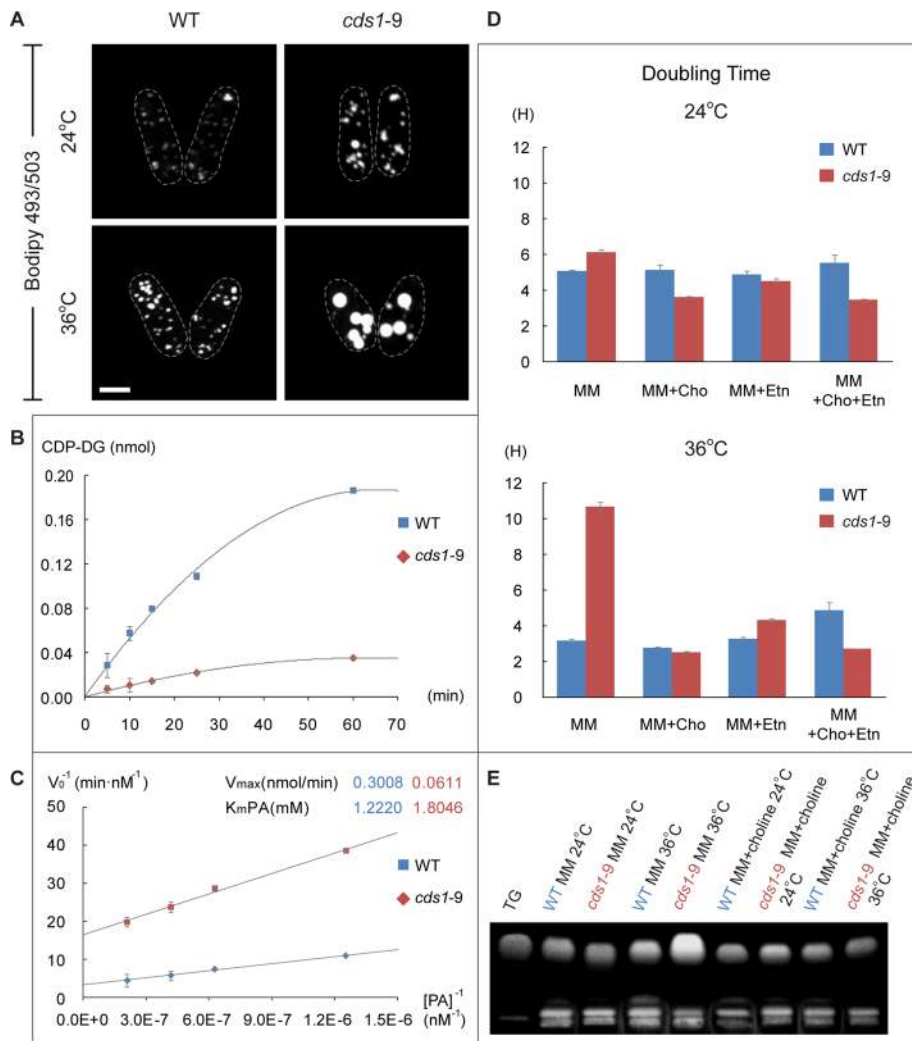 A
WT
cds1-9
Bodipy 493/503
24°C
36°C
B
CDP-DG (nmol)
0.20
0.16
0.12
0.08
0.04
0.00
0 10 20 30 40 50 60 70
(min)
WT
cds1-9
C
V₀⁻¹ (min·nM⁻¹)
Vmax(nmol/min) 0.3008 0.0611
KmPA(mM) 1.2220 1.8046
50
40
30
20
10
0
WT
cds1-9
[PA]⁻¹
0.0E+0 3.0E-7 6.0E-7 9.0E-7 1.2E-6 1.5E-6 (nM⁻¹)
D
Doubling Time
24°C
(H)
12
10
8
6
4
2
0
WT
cds1-9
MM MM+Cho MM+Etn MM
+Cho+Etn
36°C
(H)
12
10
8
6
4
2
0
WT
cds1-9
MM MM+Cho MM+Etn MM
+Cho+Etn
E
TG
WT MM 24°C
cds1-9 MM 24°C
WT MM 36°C
cds1-9 MM 36°C
WT MM+choline 24°C
cds1-9 MM+choline
24°C
WT MM+choline 36°C
cds1-9 MM+choline
36°C